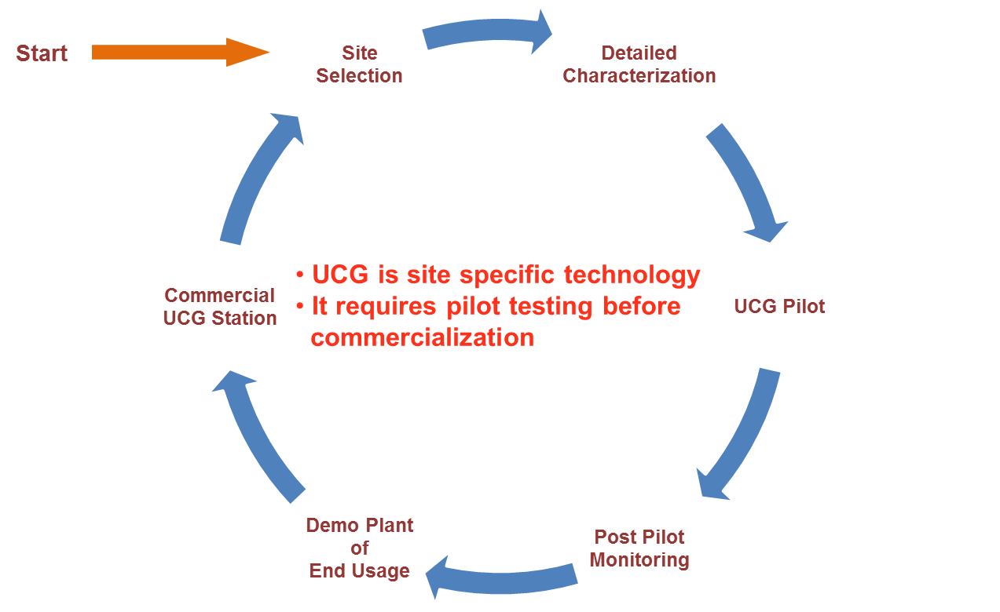 Start
Site
Selection
Detailed
Characterization
• UCG is site specific technology
• It requires pilot testing before
commercialization
Commercial
UCG Station
UCG Pilot
Demo Plant
of
End Usage
Post Pilot
Monitoring